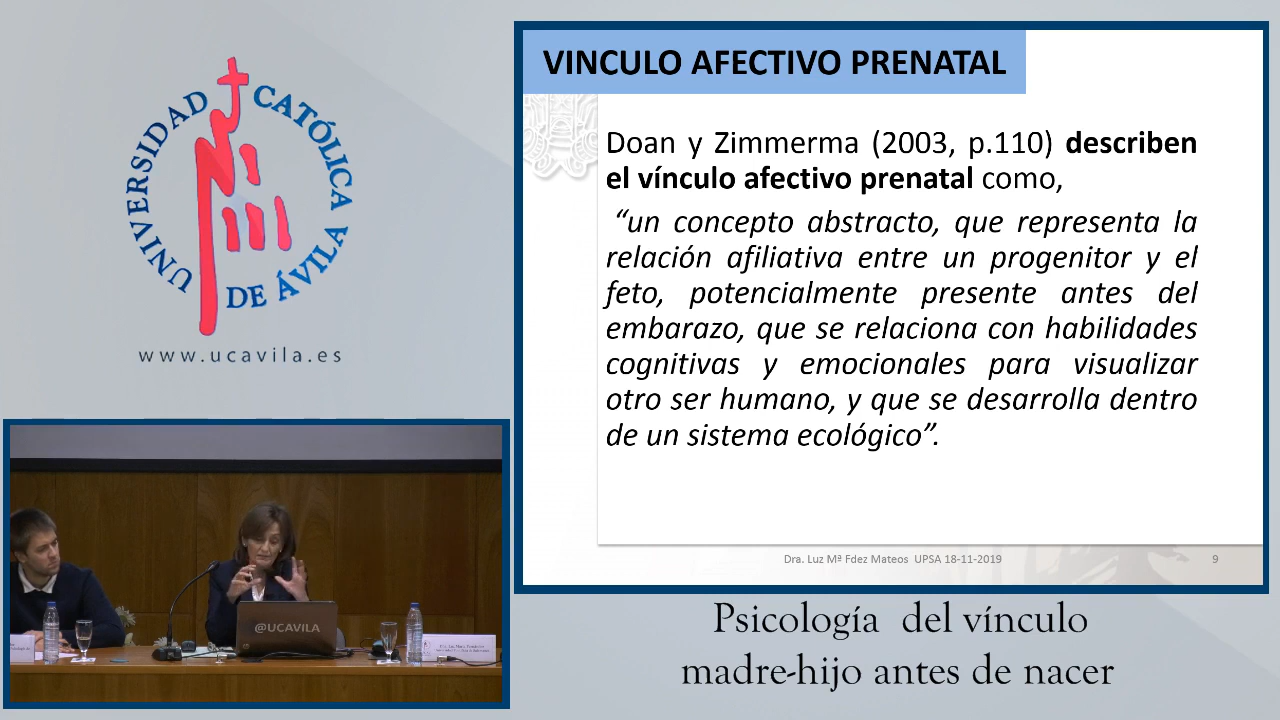 UNIVERSIDAD CATÓLICA DE ÁVILA
www.ucavila.es
VINCULO AFECTIVO PRENATAL
Doan y Zimmerma (2003, p.110) describen
el vínculo afectivo prenatal como,
“un concepto abstracto, que representa la
relación afiliativa entre un progenitor y el
feto, potencialmente presente antes del
embarazo, que se relaciona con habilidades
cognitivas y emocionales para visualizar
otro ser humano, y que se desarrolla dentro
de un sistema ecológico”.
Dra. Luz Mª Fdez Mateos UPSA 18-11-2019
9
@UCAVILA
Psicología del vínculo
madre-hijo antes de nacer